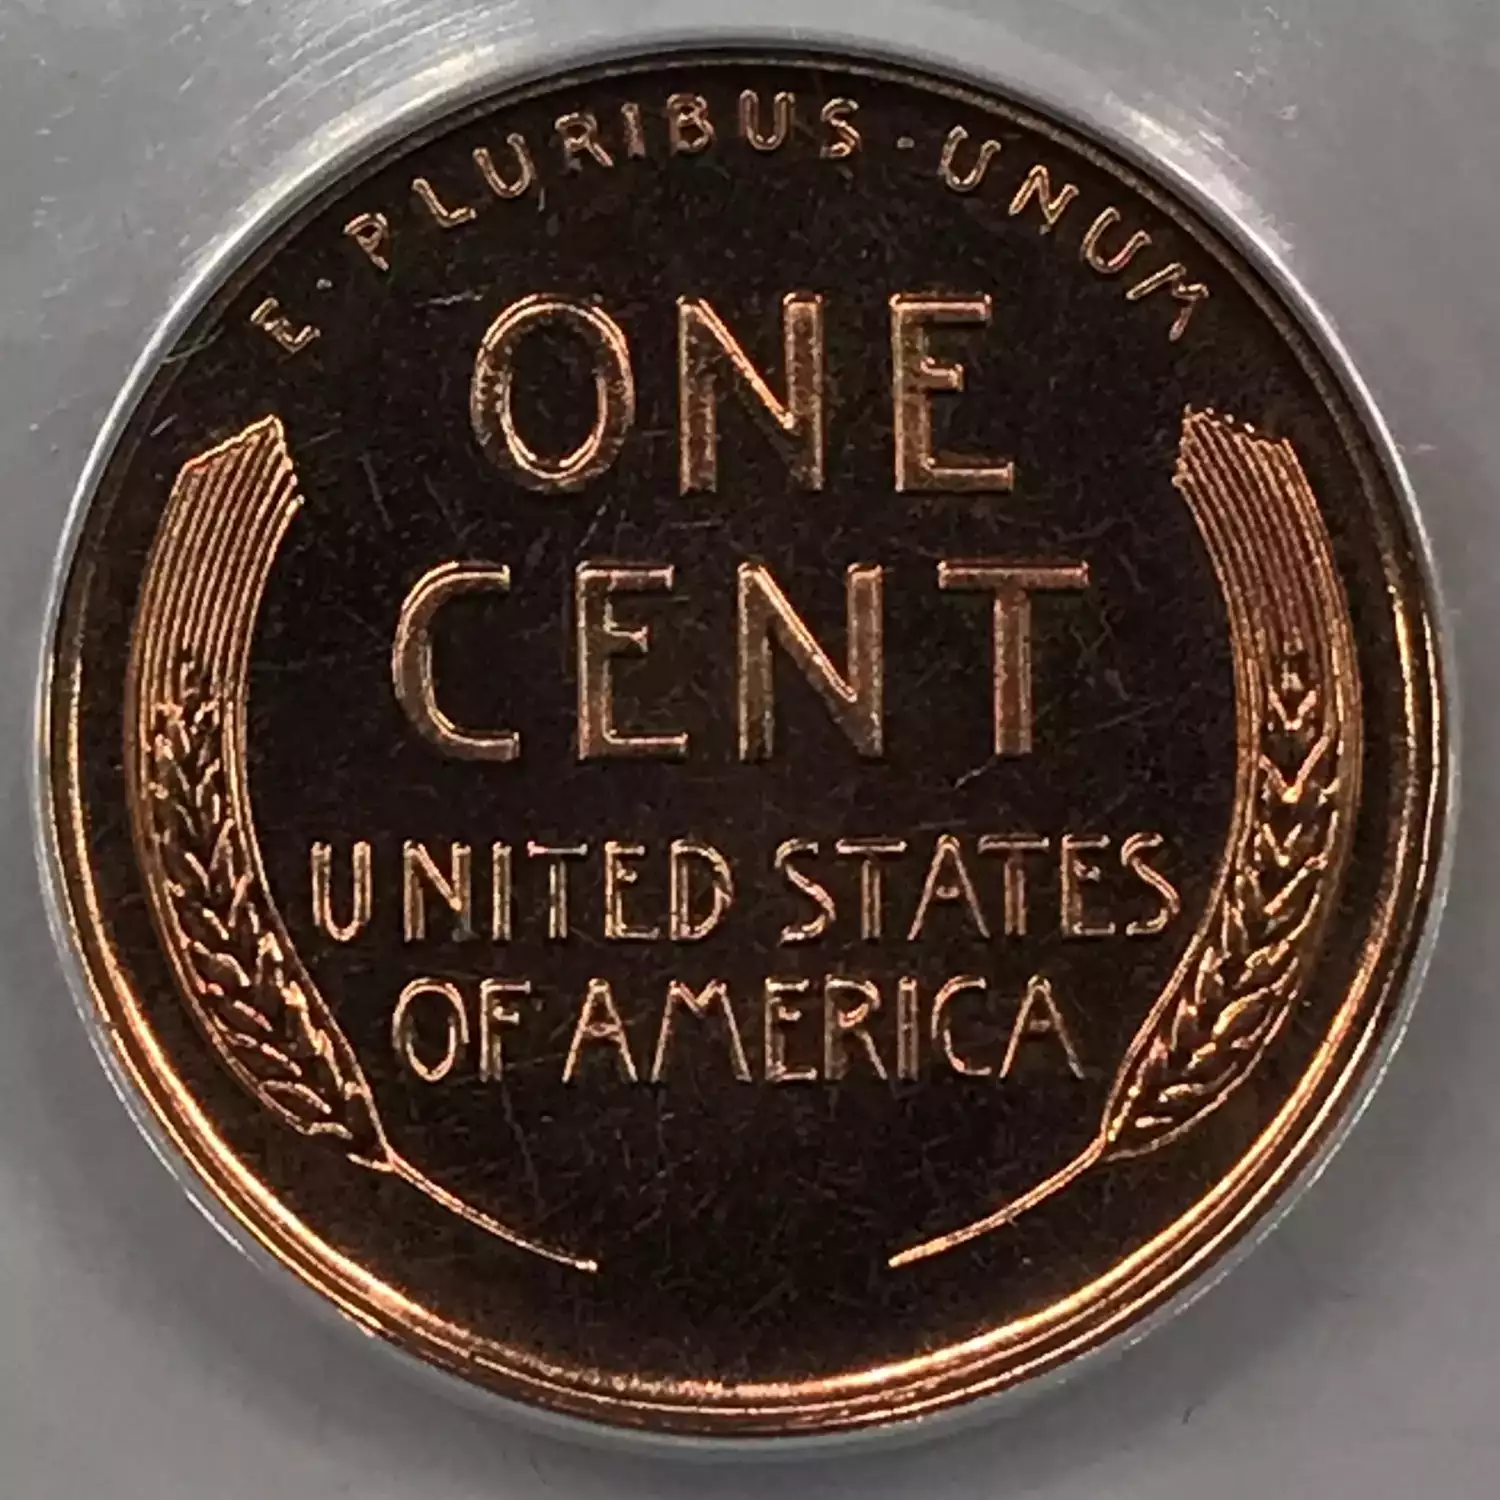 E · PLURIBUS · UNUM
ONE
CENT
UNITED STATES
OF AMERICA